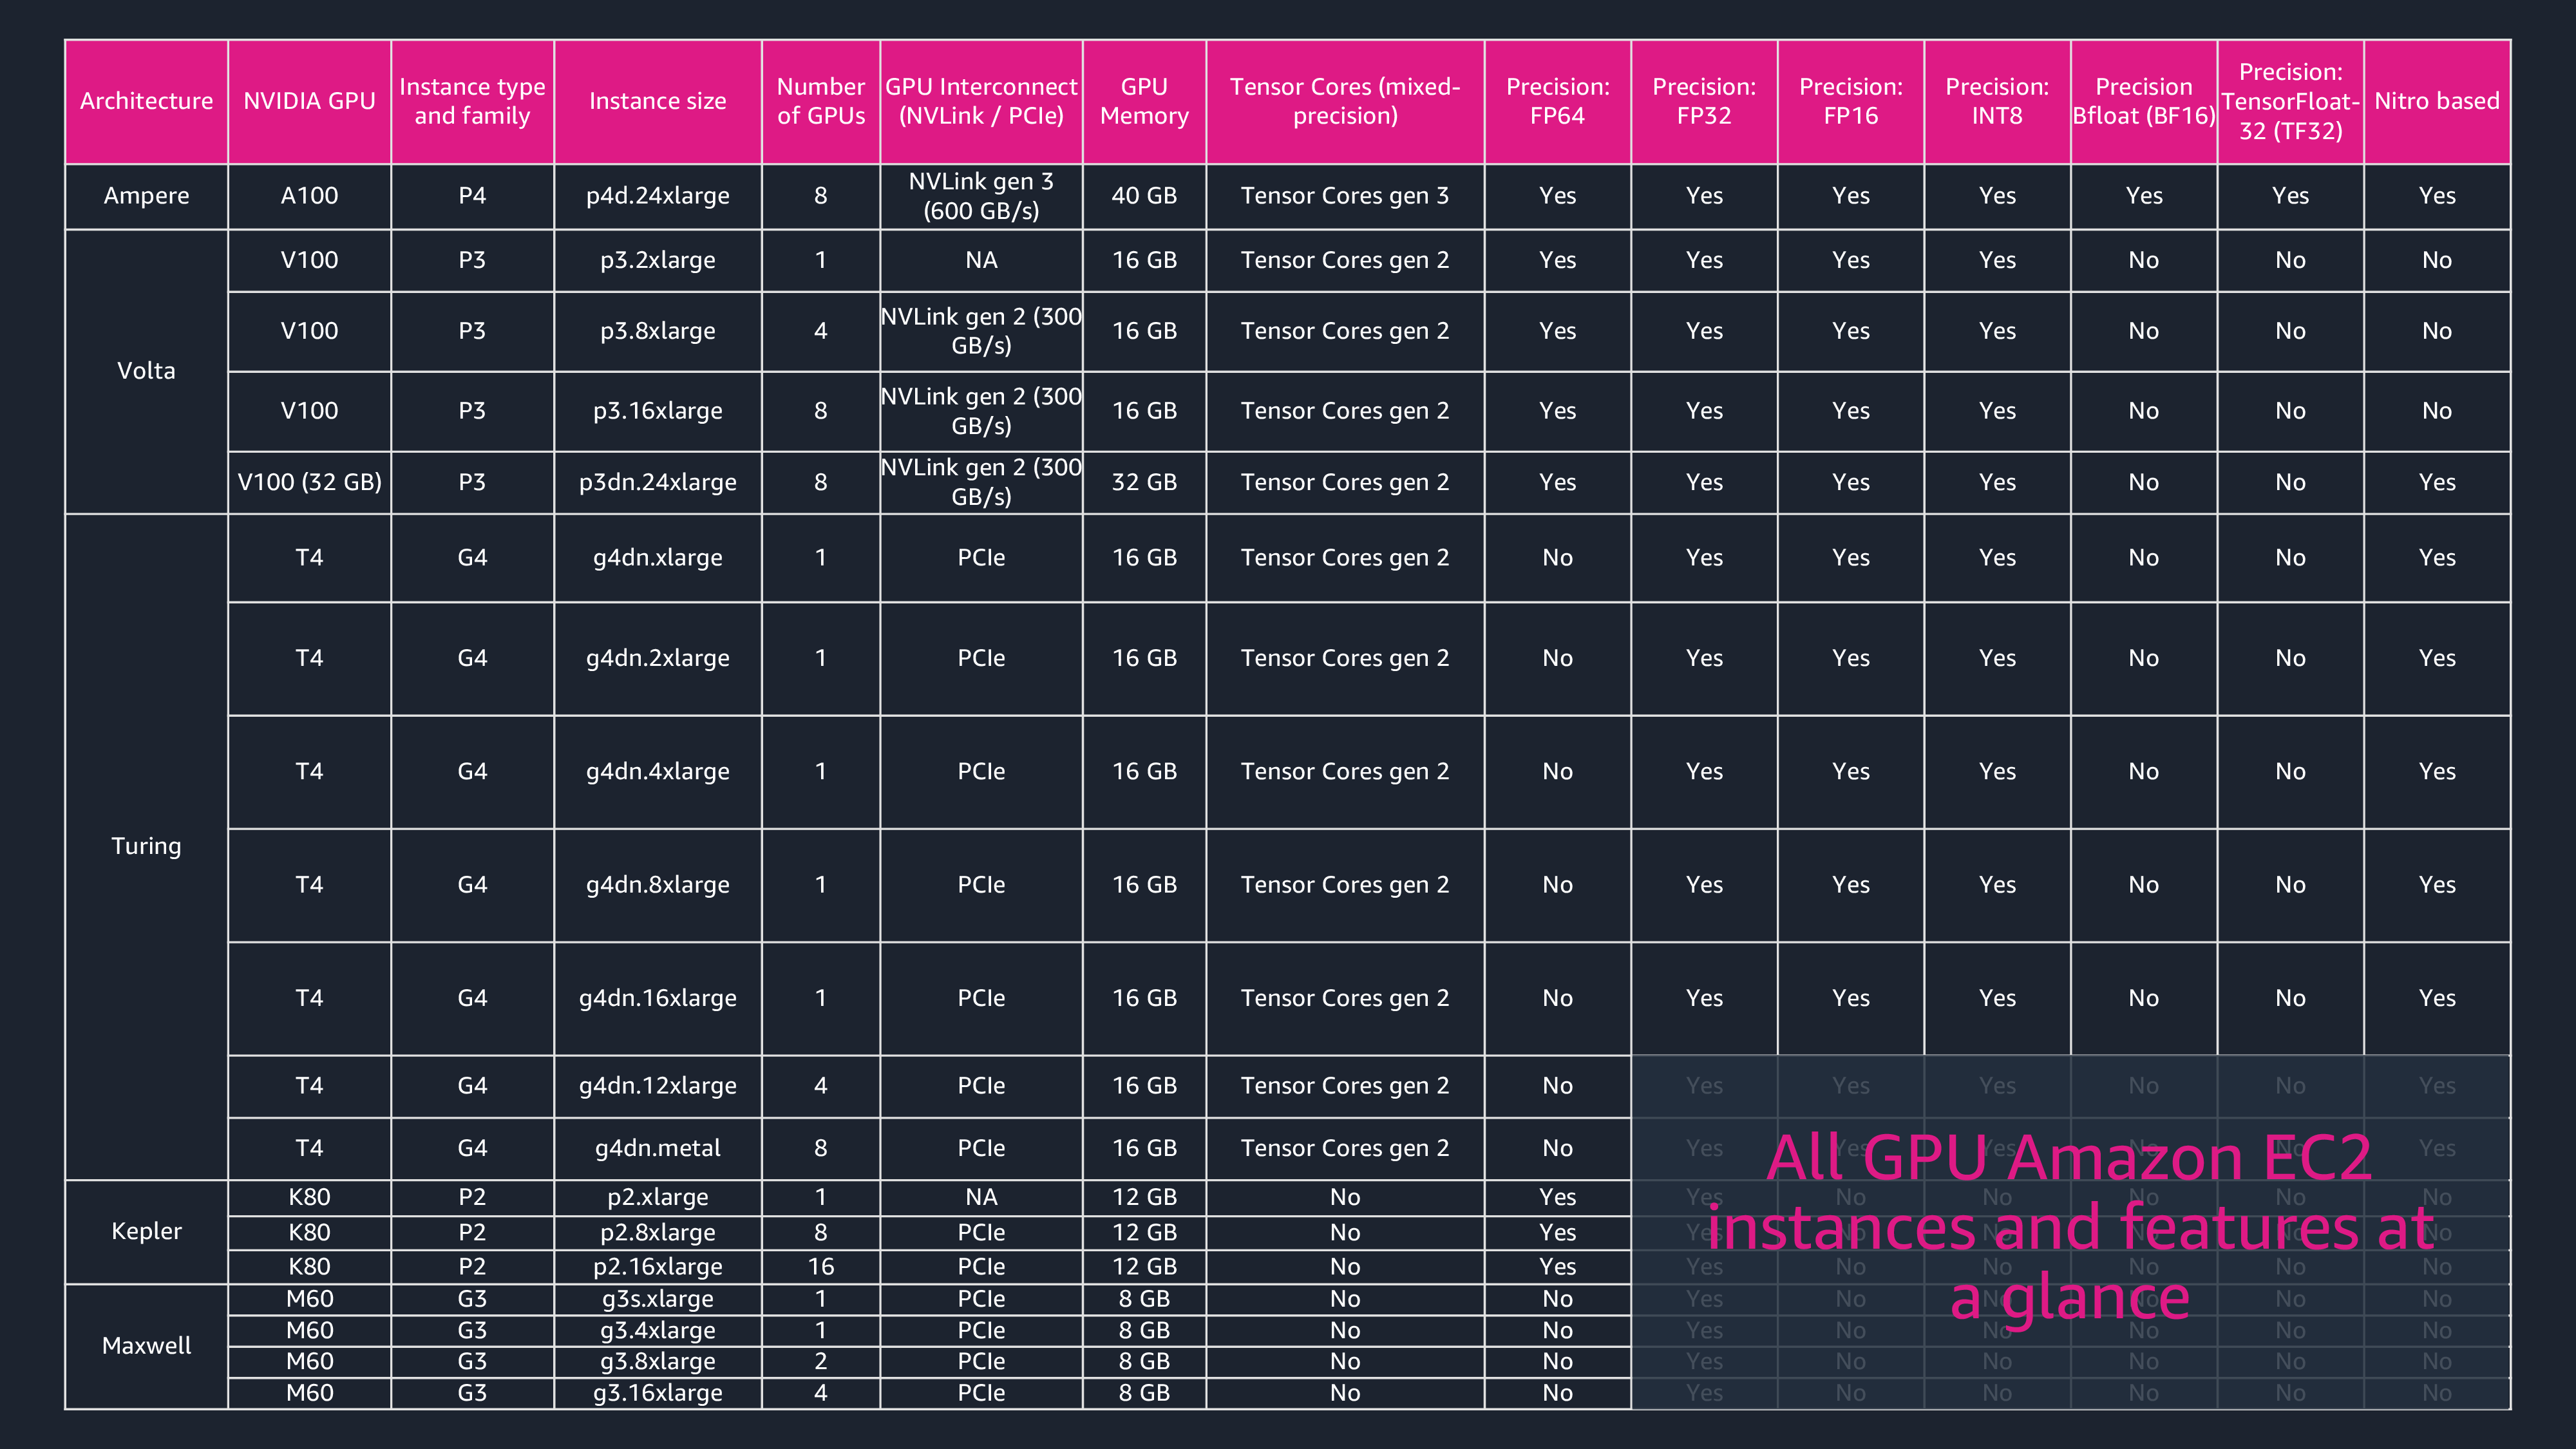 Architecture NVIDIA GPU Instance type and family Instance size Number of GPUs GPU Interconnect (NVLink / PCIe) GPU Memory Tensor Cores (mixed-precision) Precision: FP64 Precision: FP32 Precision: FP16 Precision: INT8 Precision Bfloat (BF16) Precision: TensorFloat-32 (TF32) Nitro based
Ampere A100 P4 p4d.24xlarge 8 NVLink gen 3 (600 GB/s) 40 GB Tensor Cores gen 3 Yes Yes Yes Yes Yes Yes Yes
Volta V100 P3 p3.2xlarge 1 NA 16 GB Tensor Cores gen 2 Yes Yes Yes Yes No No No
V100 P3 p3.8xlarge 4 NVLink gen 2 (300 GB/s) 16 GB Tensor Cores gen 2 Yes Yes Yes Yes No No No
V100 P3 p3.16xlarge 8 NVLink gen 2 (300 GB/s) 16 GB Tensor Cores gen 2 Yes Yes Yes Yes No No No
V100 (32 GB) P3 p3dn.24xlarge 8 NVLink gen 2 (300 GB/s) 32 GB Tensor Cores gen 2 Yes Yes Yes Yes No No Yes
Turing T4 G4 g4dn.xlarge 1 PCIe 16 GB Tensor Cores gen 2 No Yes Yes Yes No No Yes
T4 G4 g4dn.2xlarge 1 PCIe 16 GB Tensor Cores gen 2 No Yes Yes Yes No No Yes
T4 G4 g4dn.4xlarge 1 PCIe 16 GB Tensor Cores gen 2 No Yes Yes Yes No No Yes
T4 G4 g4dn.8xlarge 1 PCIe 16 GB Tensor Cores gen 2 No Yes Yes Yes No No Yes
T4 G4 g4dn.16xlarge 1 PCIe 16 GB Tensor Cores gen 2 No Yes Yes Yes No No Yes
T4 G4 g4dn.12xlarge 4 PCIe 16 GB Tensor Cores gen 2 No Yes Yes Yes No No Yes
T4 G4 g4dn.metal 8 PCIe 16 GB Tensor Cores gen 2 No Yes Yes Yes No No Yes
Kepler K80 P2 p2.xlarge 1 NA 12 GB No Yes Yes No No No No No
K80 P2 p2.8xlarge 8 PCIe 12 GB No Yes Yes No No No No No
K80 P2 p2.16xlarge 16 PCIe 12 GB No Yes Yes No No No No No
Maxwell M60 G3 g3s.xlarge 1 PCIe 8 GB No No Yes No No No No No
M60 G3 g3.4xlarge 1 PCIe 8 GB No No Yes No No No No No
M60 G3 g3.8xlarge 2 PCIe 8 GB No No Yes No No No No No
M60 G3 g3.16xlarge 4 PCIe 8 GB No No Yes No No No No No
All GPU Amazon EC2
instances and features at
a glance